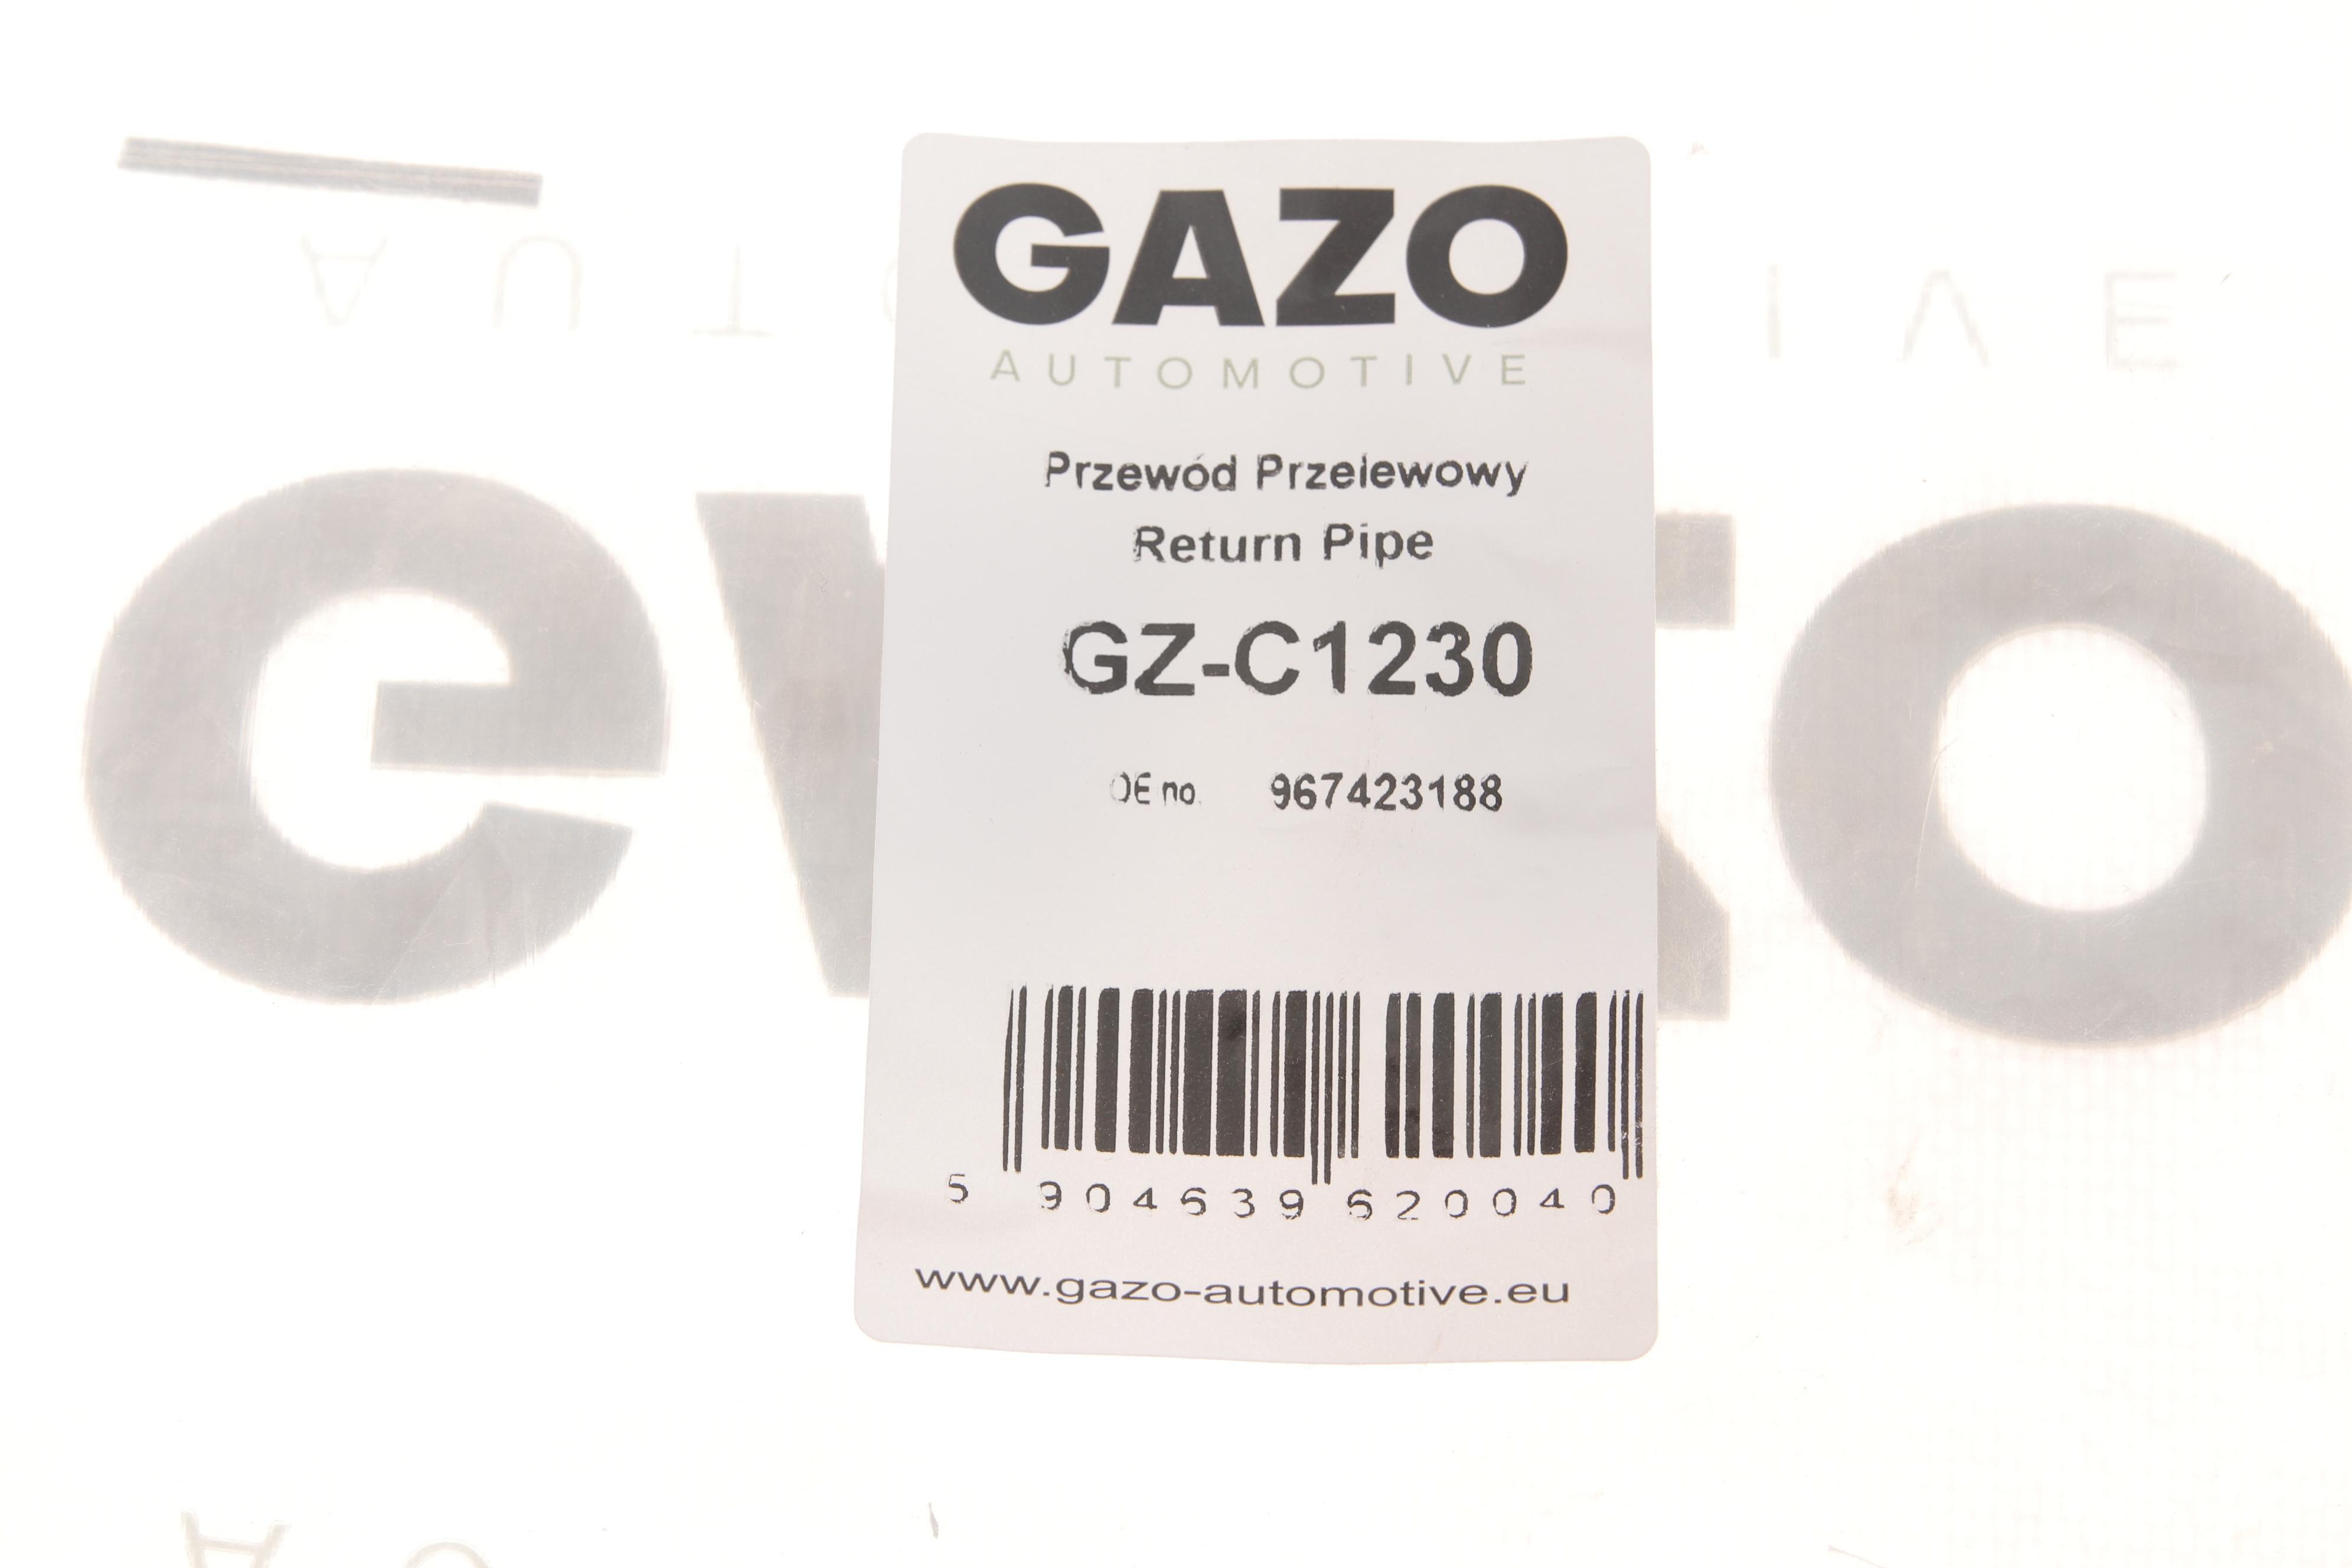 GAZO
AUTOMOTIVE
Przewód Przelewowy
Return Pipe
GZ-C1230
OE no. 967423188
5 904639 620040
www.gazo-automotive.eu